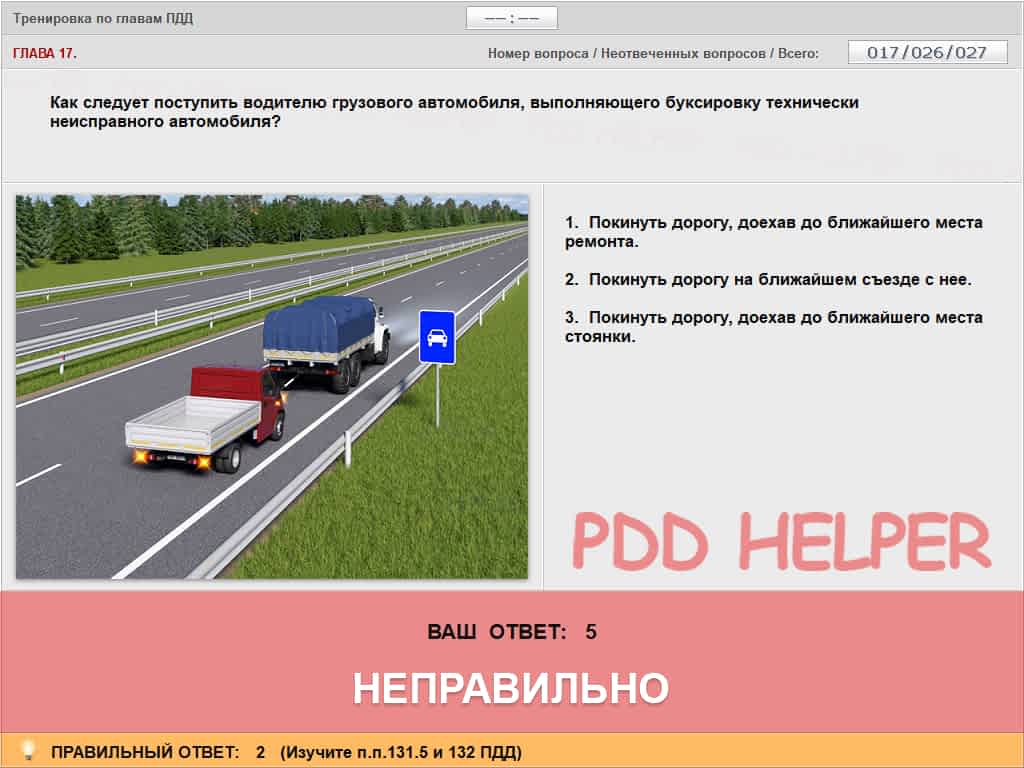 Тренировка по главам ПДД
—— : ——
ГЛАВА 17.
Номер вопроса / Неотвеченных вопросов / Всего:
017/026/027
Как следует поступить водителю грузового автомобиля, выполняющего буксировку технически
неисправного автомобиля?
1. Покинуть дорогу, доехав до ближайшего места
ремонта.
2. Покинуть дорогу на ближайшем съезде с нее.
3. Покинуть дорогу, доехав до ближайшего места
стоянки.
PDD HELPER
ВАШ ОТВЕТ: 5
НЕПРАВИЛЬНО
ПРАВИЛЬНЫЙ ОТВЕТ: 2 (Изучите п.п.131.5 и 132 ПДД)